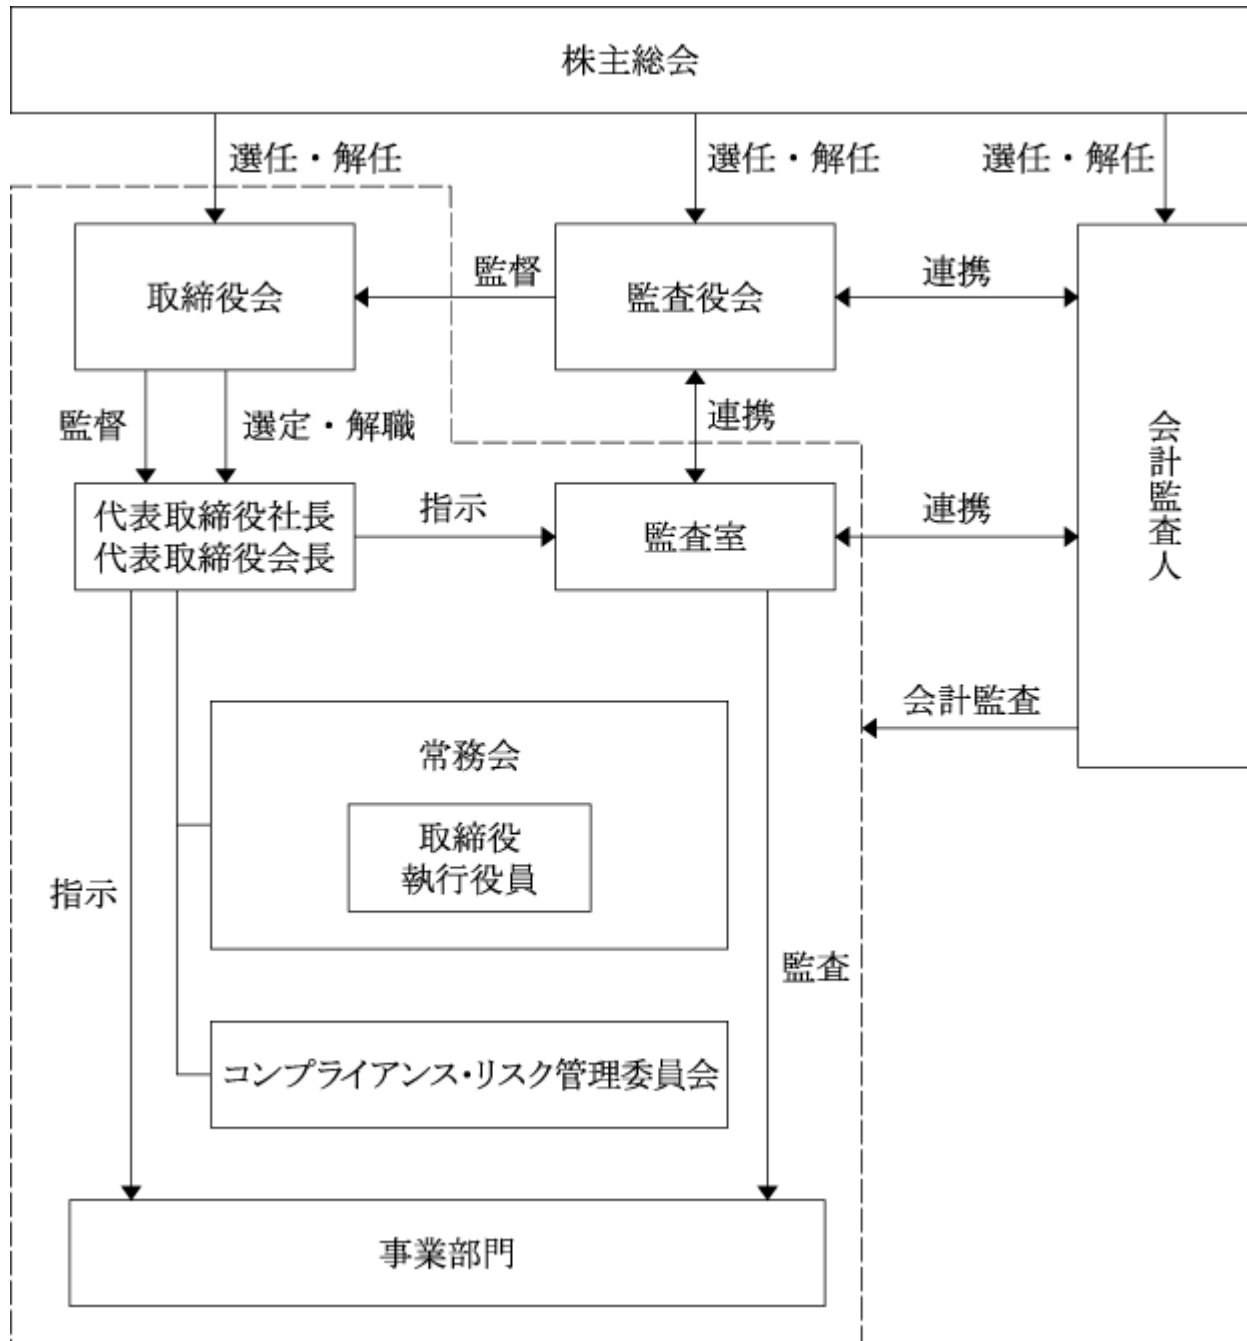 株主総会
選任・解任
選任・解任
選任・解任
取締役会
監督
監査役会
連携
会計監査人
監督
選定・解職
連携
代表取締役社長
代表取締役会長
指示
監査室
連携
会計監査
常務会
取締役
執行役員
指示
監査
コンプライアンス・リスク管理委員会
事業部門